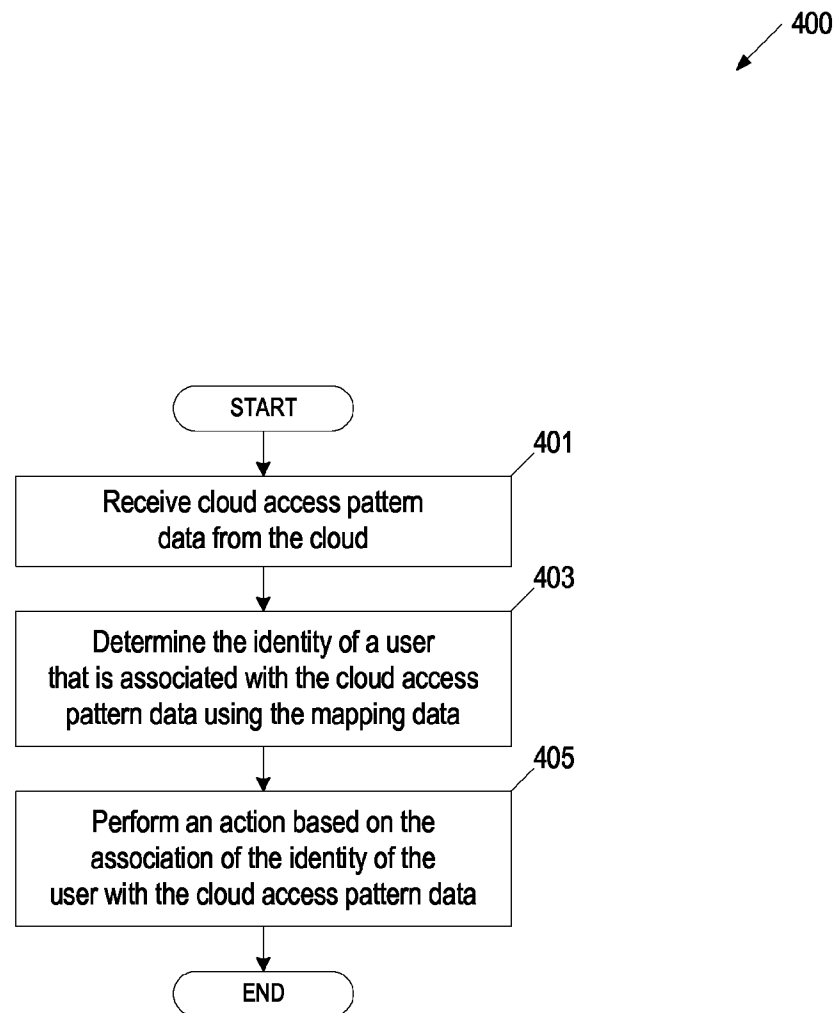 400
START
401
Receive cloud access pattern
data from the cloud
403
Determine the identity of a user
that is associated with the cloud access
pattern data using the mapping data
405
Perform an action based on the
association of the identity of the
user with the cloud access pattern data
END